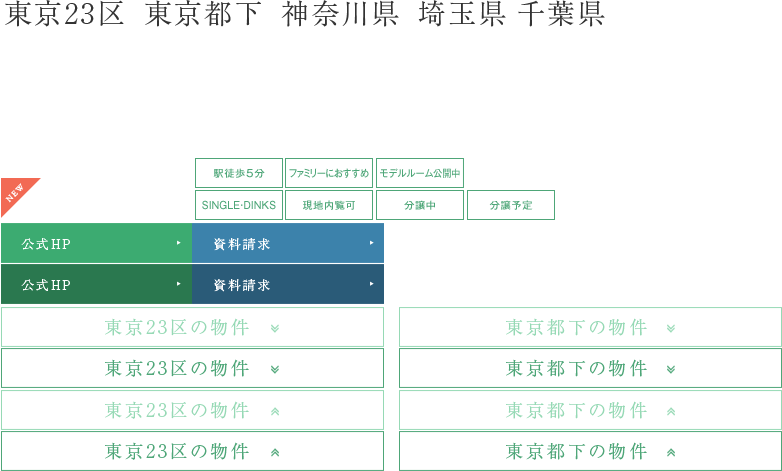 東京23区 東京都下 神奈川県 埼玉県 千葉県
駅徒歩5分 ファミリーにおすすめ モデルルーム公開中
NEW
SINGLE・DINKS 現地内覧可 分譲中 分譲予定
公式HP 資料請求
公式HP 資料請求
東京23区の物件 東京都下の物件
東京23区の物件 東京都下の物件
東京23区の物件 東京都下の物件
東京23区の物件 東京都下の物件